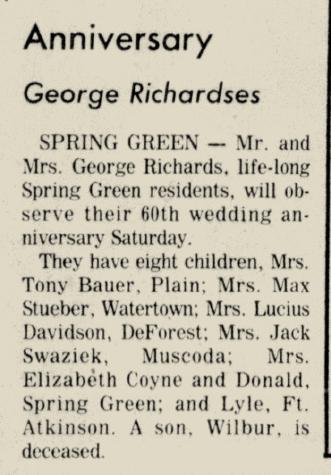 Anniversary
George Richardses
SPRING GREEN — Mr. and
Mrs. George Richards, life-long
Spring Green residents, will ob-
serve their 60th wedding an-
niversary Saturday.
They have eight children, Mrs.
Tony Bauer, Plain; Mrs. Max
Stueber, Watertown; Mrs. Lucius
Davidson, DeForest; Mrs. Jack
Swaziek, Muscoda; Mrs.
Elizabeth Coyne and Donald,
Spring Green; and Lyle, Ft.
Atkinson. A son, Wilbur, is
deceased.